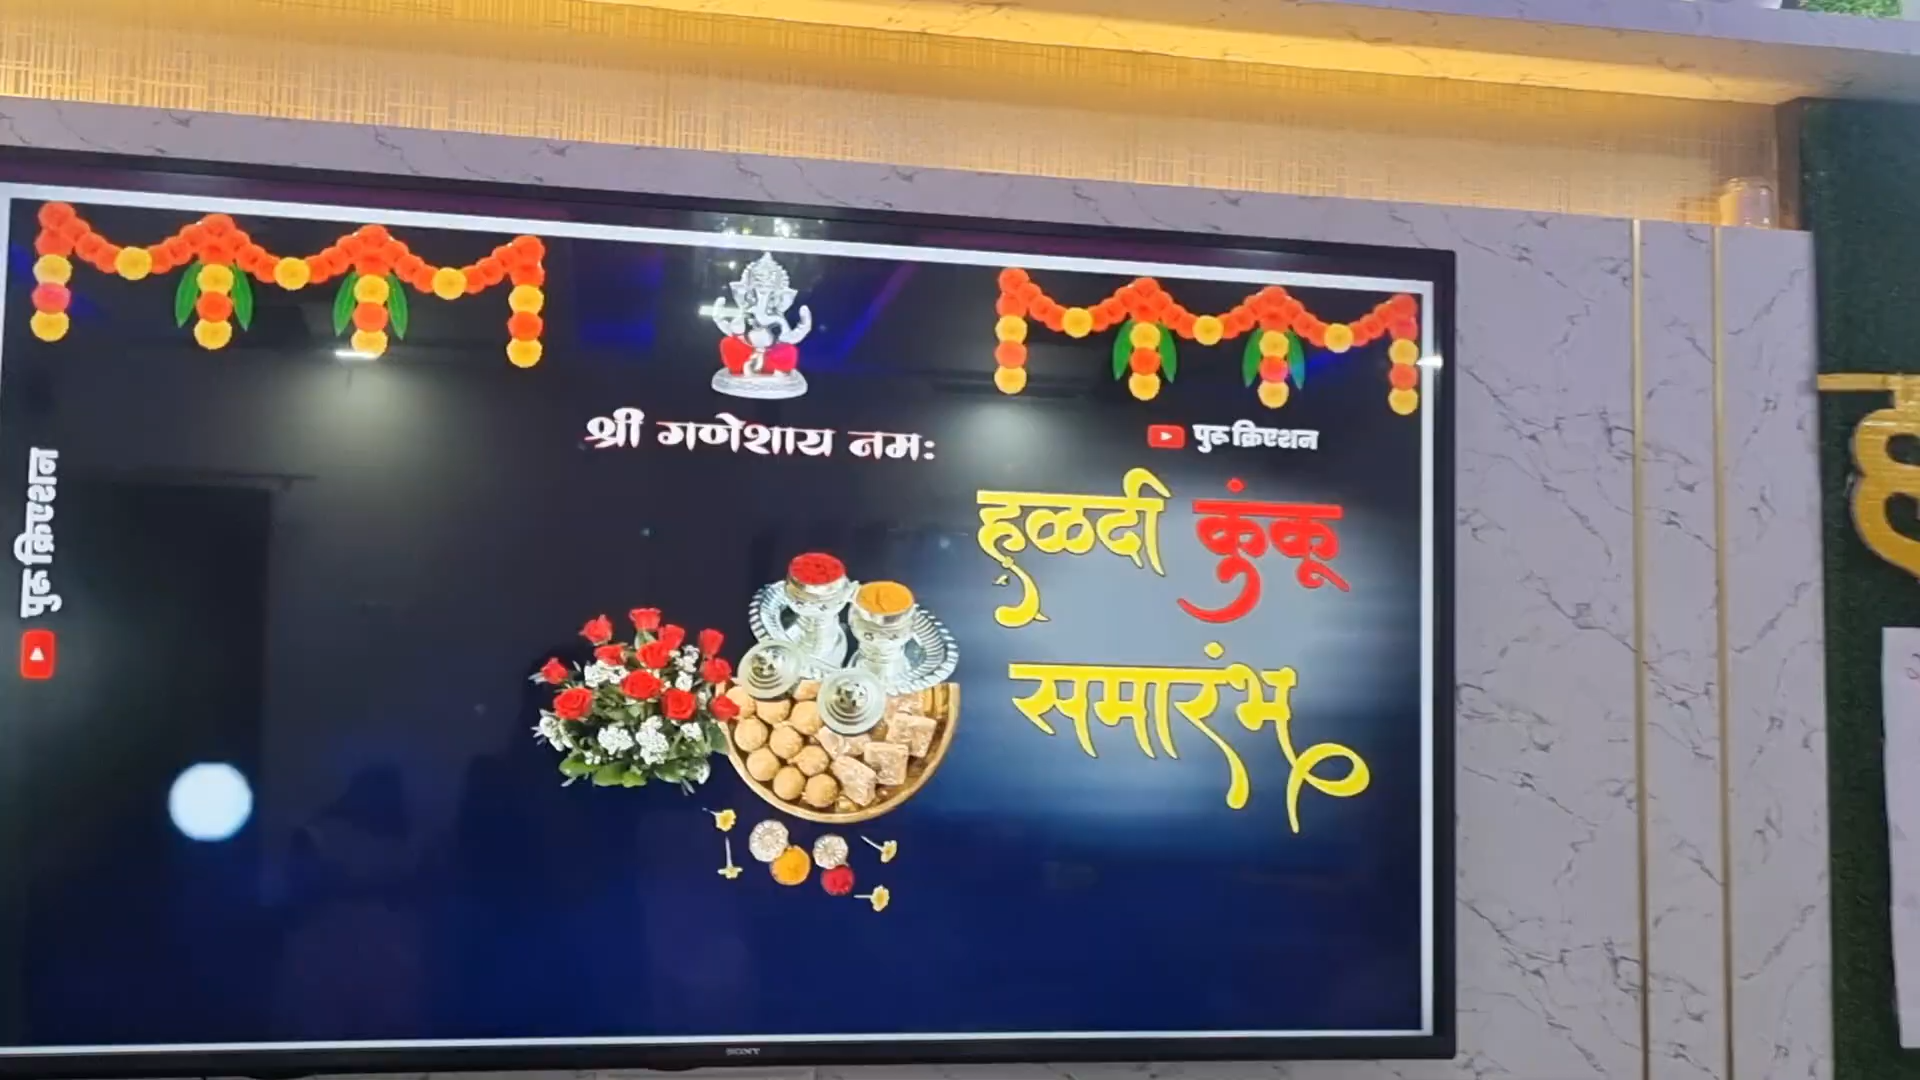 श्री गणेशाय नमः
पुरू क्रिएशन
हळदी कुंकू
समारंभ
पुरू क्रिएशन
SONY